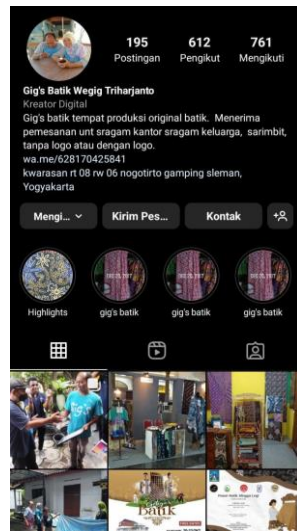 195
612
761
Postingan
Pengikut
Mengikuti
Gig's Batik Wegig Triharjanto
Kreator Digital
Gig's batik tempat produksi original batik. Menerima
pemesanan unt sragam kantor sragam keluarga, sarimbit,
tanpa logo atau dengan logo.
wa.me/628170425841
kwarasan rt 08 rw 06 nogotirto gamping sleman,
Yogyakarta
Mengi...
Kirim Pes...
Kontak
Highlights
gig's batik
gig's batik
gig's batik
Batik